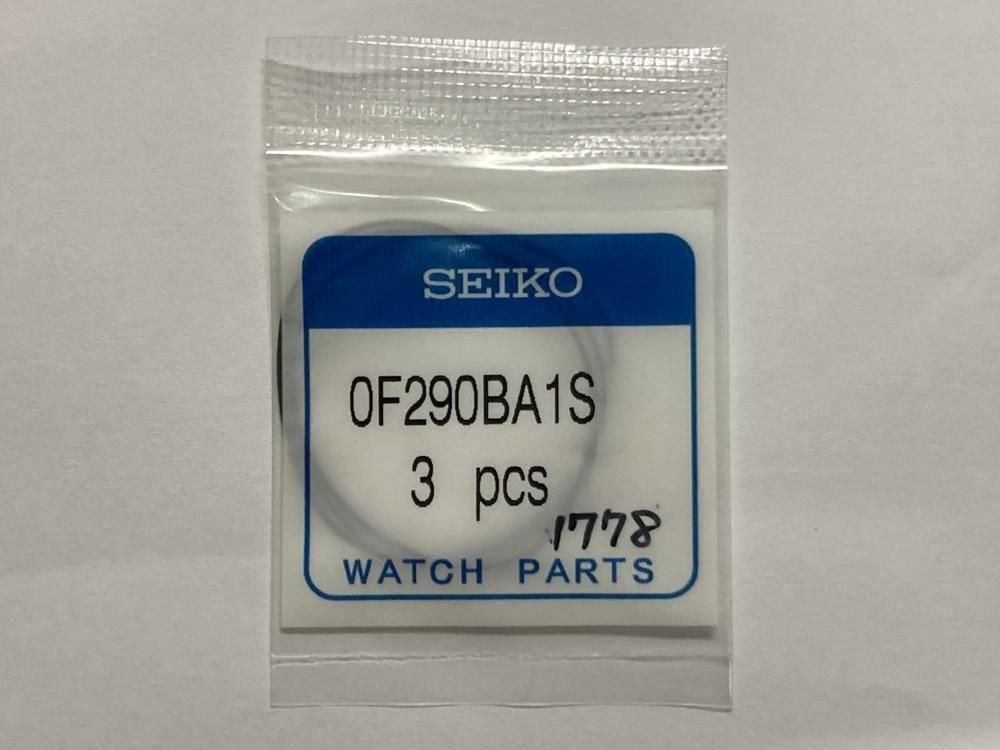 SEIKO
0F290BA1S
3 pcs
1778
WATCH PARTS